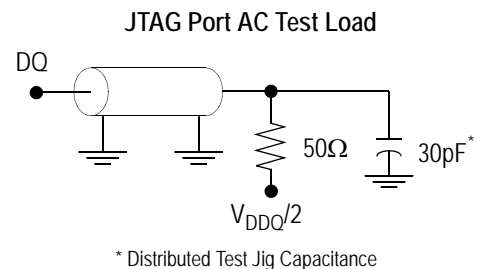 JTAG Port AC Test Load
DQ
50Ω
30pF*
VDDQ/2
* Distributed Test Jig Capacitance